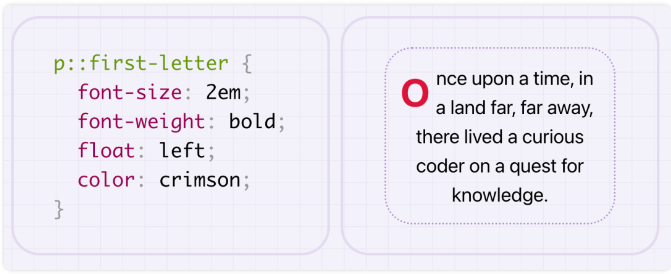 p::first-letter {
  font-size: 2em;
  font-weight: bold;
  float: left;
  color: crimson;
}
Once upon a time, in
a land far, far away,
there lived a curious
coder on a quest for
knowledge.